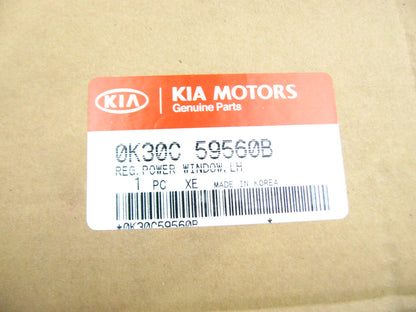 KIA
KIA MOTORS
Genuine Parts
0K30C 59560B
REG.POWER WINDOW,LH
1 PC XE MADE IN KOREA
*0K30C59560B